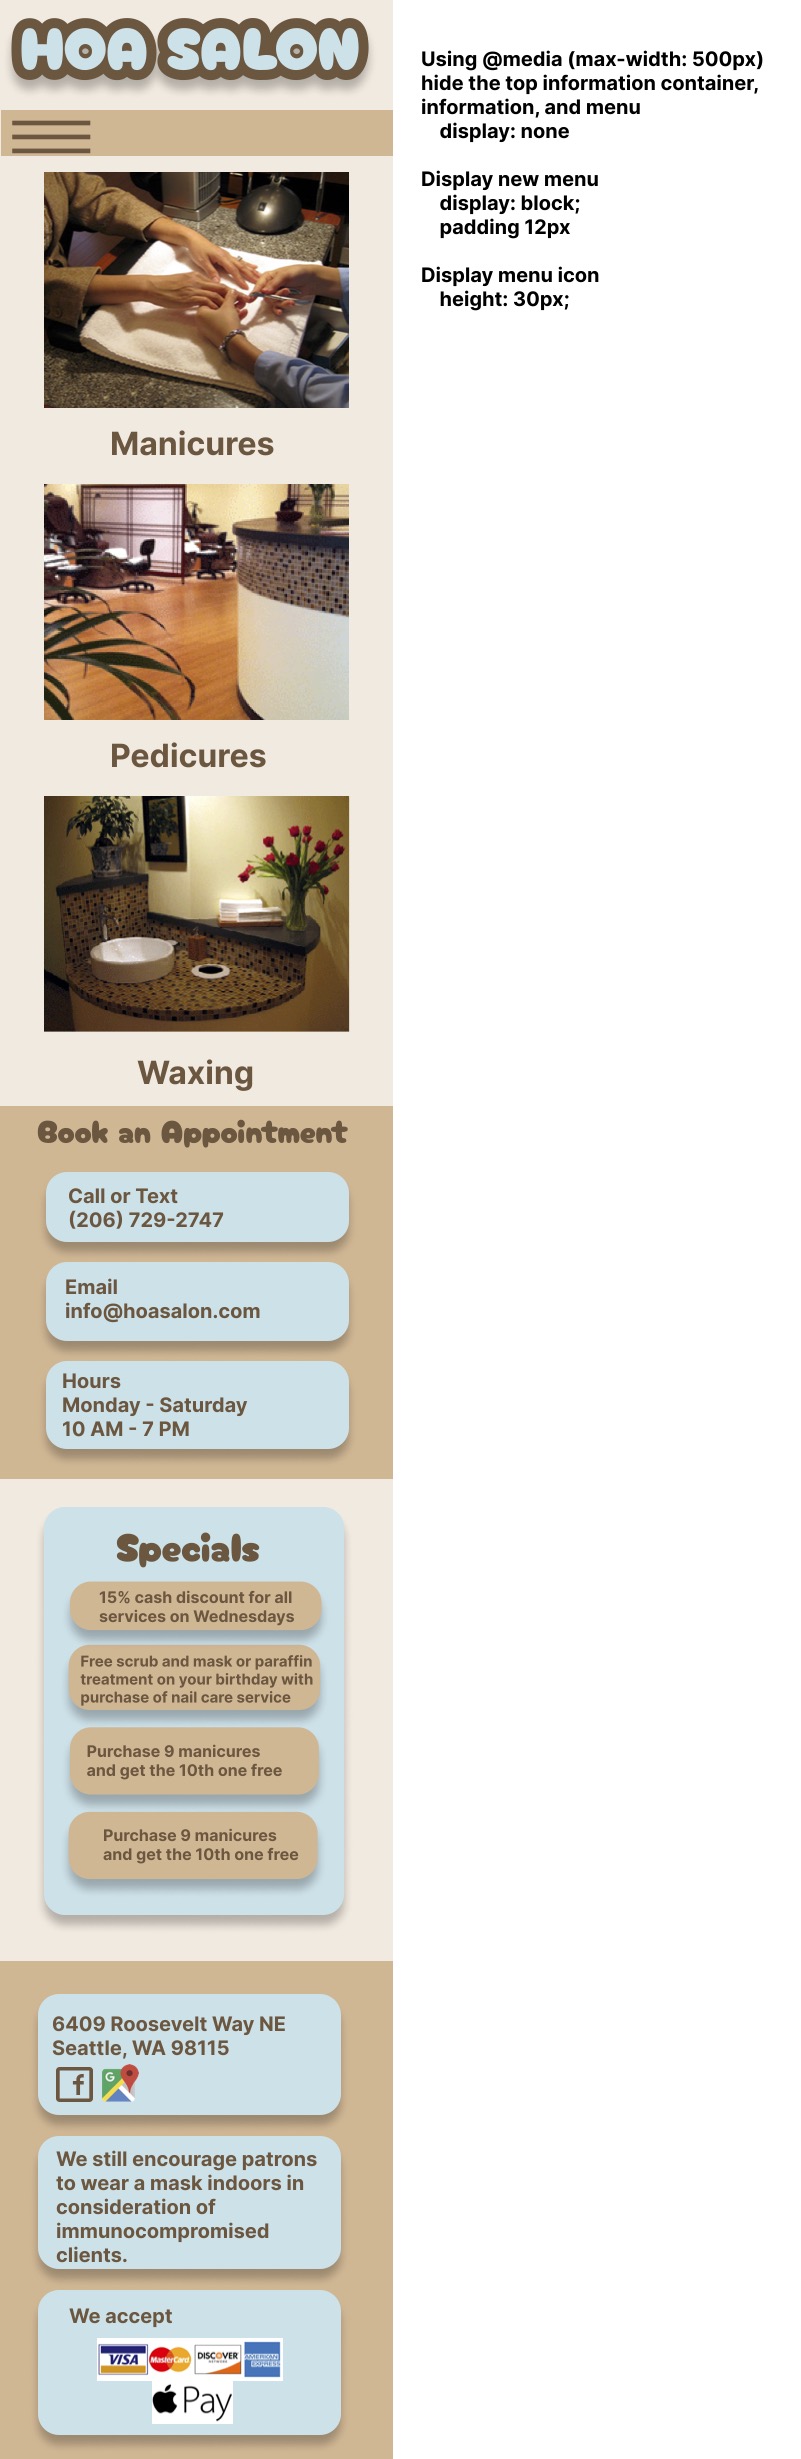 HOA SALON
Using @media (max-width: 500px)
hide the top information container,
information, and menu
display: none
Display new menu
display: block;
padding 12px
Display menu icon
height: 30px;
Manicures
Pedicures
Waxing
Book an Appointment
Call or Text
(206) 729-2747
Email
info@hoasalon.com
Hours
Monday - Saturday
10 AM - 7 PM
Specials
15% cash discount for all
services on Wednesdays
Free scrub and mask or paraffin
treatment on your birthday with
purchase of nail care service
Purchase 9 manicures
and get the 10th one free
Purchase 9 manicures
and get the 10th one free
6409 Roosevelt Way NE
Seattle, WA 98115
f G
We still encourage patrons
to wear a mask indoors in
consideration of
immunocompromised
clients.
We accept
VISA MasterCard DISCOVER NETWORK AMERICAN EXPRESS
Pay